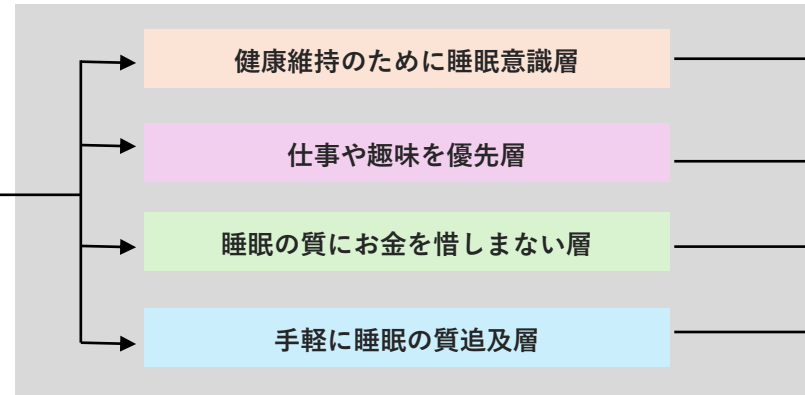 健康維持のために睡眠意識層
仕事や趣味を優先層
睡眠の質にお金を惜しまない層
手軽に睡眠の質追及層